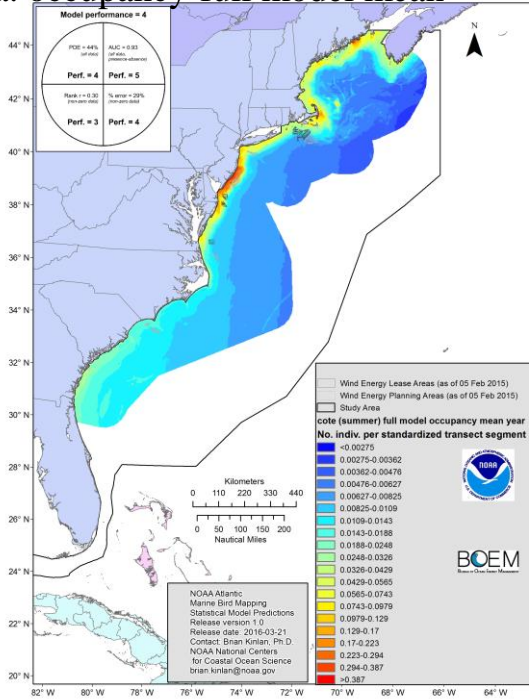 Model performance = 4
PDE = 44%
(all data)
Perf. = 4
AUC = 0.93
(all data,
presence-absence)
Perf. = 5
Rank r = 0.30
(non-zero data)
Perf. = 3
% error = 29%
(non-zero data)
Perf. = 4
N
44° N
42° N
40° N
38° N
36° N
34° N
32° N
30° N
28° N
26° N
24° N
22° N
20° N
82° W
80° W
78° W
76° W
74° W
72° W
70° W
68° W
66° W
64° W
62° W
Kilometers
0 110 220 330 440
0 50 100 150 200
Nautical Miles
NOAA Atlantic
Marine Bird Mapping
Statistical Model Predictions
Release version 1.0
Release date: 2016-03-21
Contact: Brian Kinlan, Ph.D.
NOAA National Centers
for Coastal Ocean Science
brian.kinlan@noaa.gov
Wind Energy Lease Areas (as of 05 Feb 2015)
Wind Energy Planning Areas (as of 05 Feb 2015)
Study Area
cote (summer) full model occupancy mean year
No. indiv. per standardized transect segment
<0.00275
0.00275-0.00362
0.00362-0.00476
0.00476-0.00627
0.00627-0.00825
0.00825-0.0109
0.0109-0.0143
0.0143-0.0188
0.0188-0.0248
0.0248-0.0326
0.0326-0.0429
0.0429-0.0565
0.0565-0.0743
0.0743-0.0979
0.0979-0.129
0.129-0.17
0.17-0.223
0.223-0.294
0.294-0.387
>0.387
NOAA
BOEM